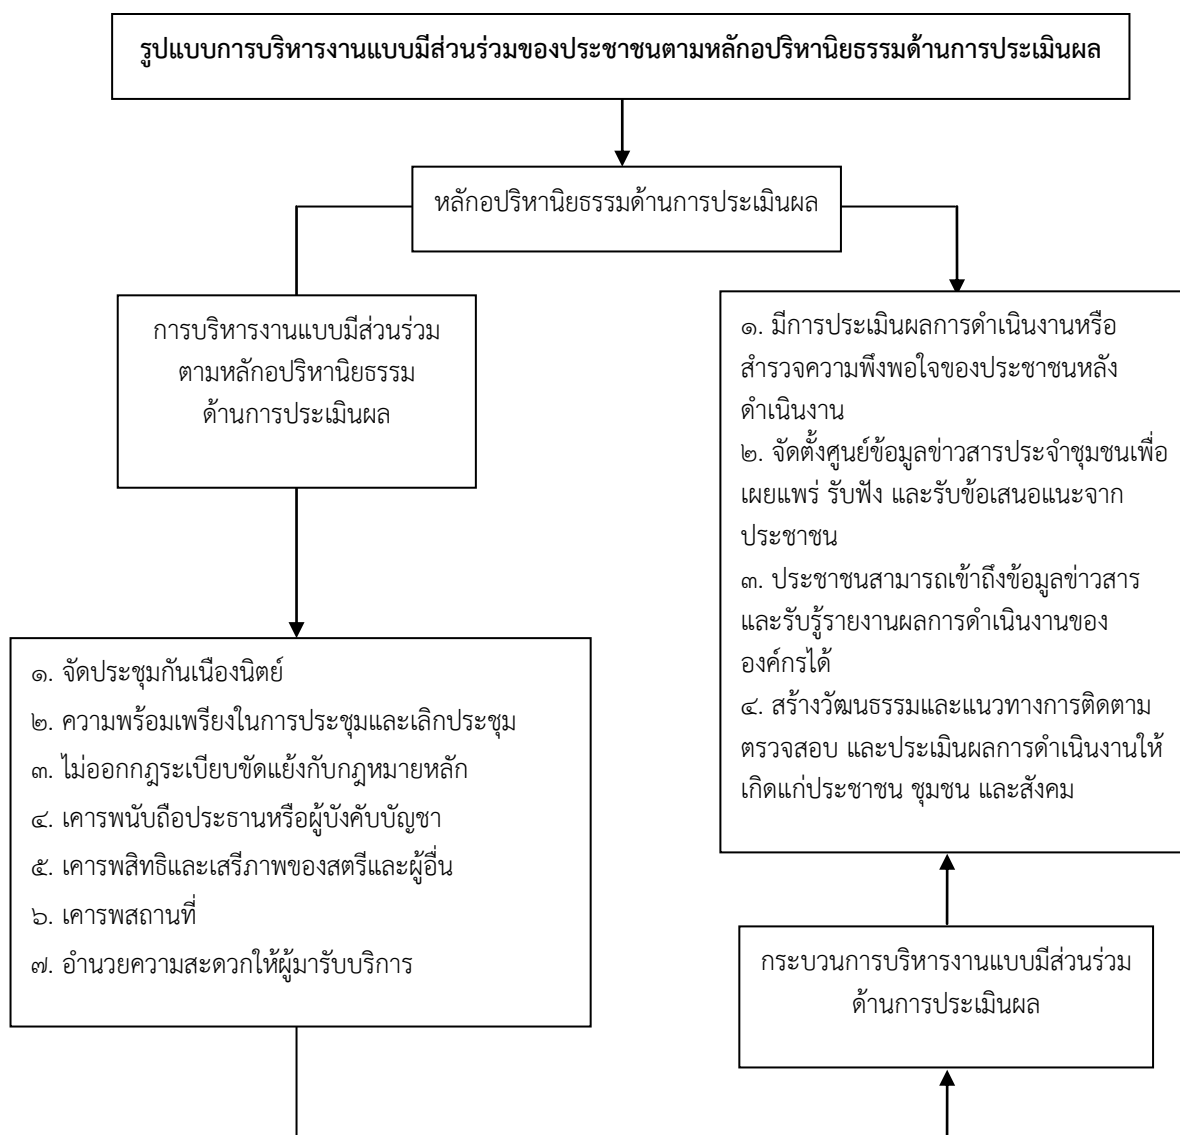 รูปแบบการบริหารงานแบบมีส่วนร่วมของประชาชนตามหลักอปริหานิยธรรมด้านการประเมินผล
หลักอปริหานิยธรรมด้านการประเมินผล
การบริหารงานแบบมีส่วนร่วม
ตามหลักอปริหานิยธรรม
ด้านการประเมินผล
๑. จัดประชุมกันเนืองนิตย์
๒. ความพร้อมเพรียงในการประชุมและเลิกประชุม
๓. ไม่ออกกฎระเบียบขัดแย้งกับกฎหมายหลัก
๔. เคารพนับถือประธานหรือผู้บังคับบัญชา
๕. เคารพสิทธิและเสรีภาพของสตรีและผู้อื่น
๖. เคารพสถานที่
๗. อำนวยความสะดวกให้ผู้มารับบริการ
๑. มีการประเมินผลการดำเนินงานหรือ
สำรวจความพึงพอใจของประชาชนหลัง
ดำเนินงาน
๒. จัดตั้งศูนย์ข้อมูลข่าวสารประจำชุมชนเพื่อ
เผยแพร่ รับฟัง และรับข้อเสนอแนะจาก
ประชาชน
๓. ประชาชนสามารถเข้าถึงข้อมูลข่าวสาร
และรับรู้รายงานผลการดำเนินงานของ
องค์กรได้
๔. สร้างวัฒนธรรมและแนวทางการติดตาม
ตรวจสอบ และประเมินผลการดำเนินงานให้
เกิดแก่ประชาชน ชุมชน และสังคม
กระบวนการบริหารงานแบบมีส่วนร่วม
ด้านการประเมินผล